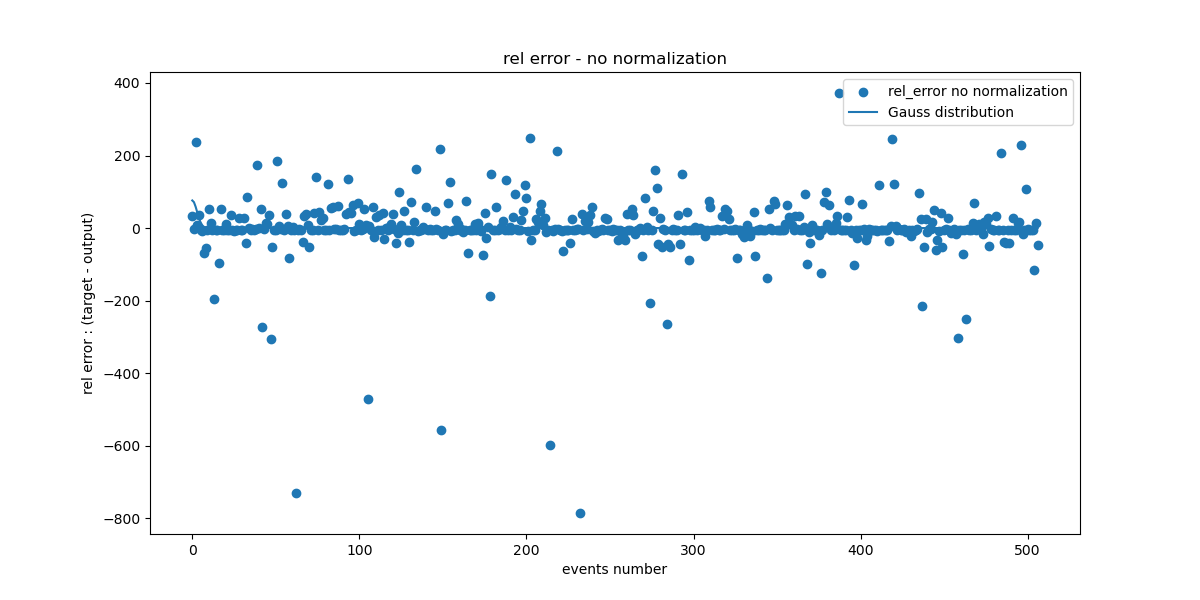 rel error - no normalization
rel_error no normalization
Gauss distribution
400
200
0
−200
−400
−600
−800
rel error : (target - output)
0 100 200 300 400 500
events number